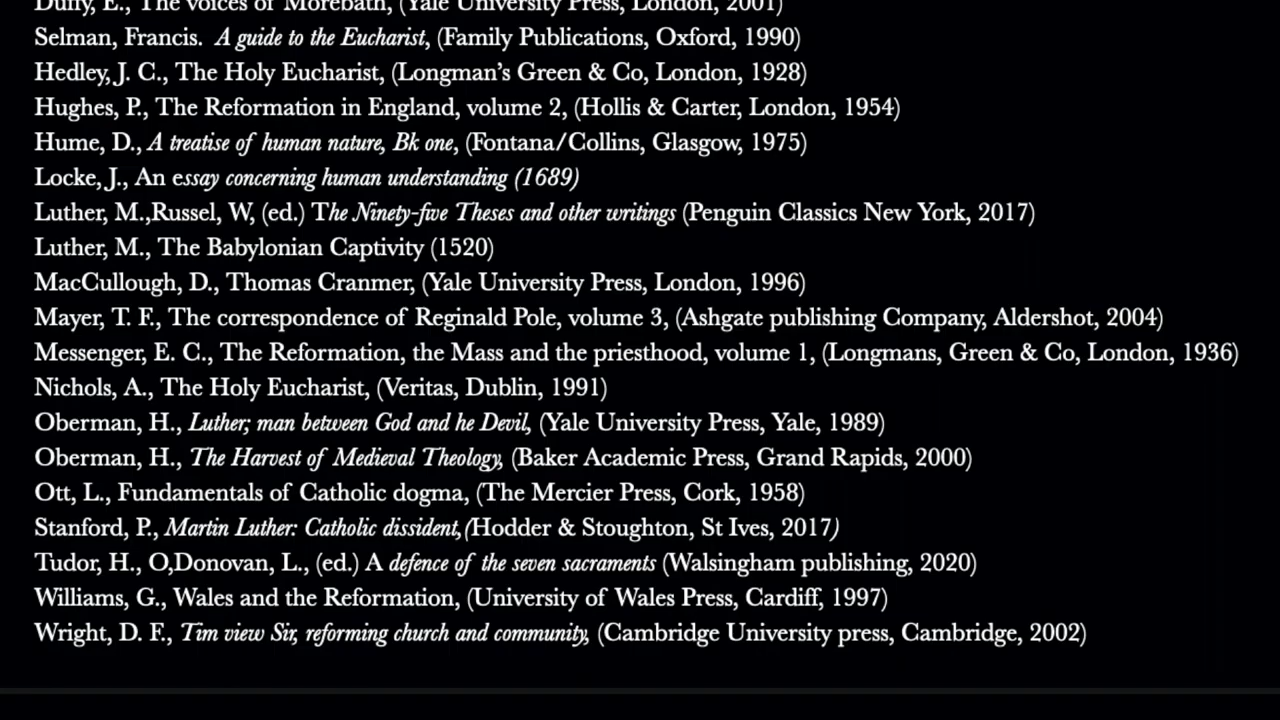 Duffy, E., The voices of Morebath, (Yale University Press, London, 2001)
Selman, Francis. A guide to the Eucharist, (Family Publications, Oxford, 1990)
Hedley, J. C., The Holy Eucharist, (Longman's Green & Co, London, 1928)
Hughes, P., The Reformation in England, volume 2, (Hollis & Carter, London, 1954)
Hume, D., A treatise of human nature, Bk one, (Fontana/Collins, Glasgow, 1975)
Locke, J., An essay concerning human understanding (1689)
Luther, M.,Russel, W, (ed.) The Ninety-five Theses and other writings (Penguin Classics New York, 2017)
Luther, M., The Babylonian Captivity (1520)
MacCullough, D., Thomas Cranmer, (Yale University Press, London, 1996)
Mayer, T. F., The correspondence of Reginald Pole, volume 3, (Ashgate publishing Company, Aldershot, 2004)
Messenger, E. C., The Reformation, the Mass and the priesthood, volume 1, (Longmans, Green & Co, London, 1936)
Nichols, A., The Holy Eucharist, (Veritas, Dublin, 1991)
Oberman, H., Luther; man between God and he Devil, (Yale University Press, Yale, 1989)
Oberman, H., The Harvest of Medieval Theology, (Baker Academic Press, Grand Rapids, 2000)
Ott, L., Fundamentals of Catholic dogma, (The Mercier Press, Cork, 1958)
Stanford, P., Martin Luther: Catholic dissident, (Hodder & Stoughton, St Ives, 2017)
Tudor, H., O,Donovan, L., (ed.) A defence of the seven sacraments (Walsingham publishing, 2020)
Williams, G., Wales and the Reformation, (University of Wales Press, Cardiff, 1997)
Wright, D. F., Tim view Sir, reforming church and community, (Cambridge University press, Cambridge, 2002)